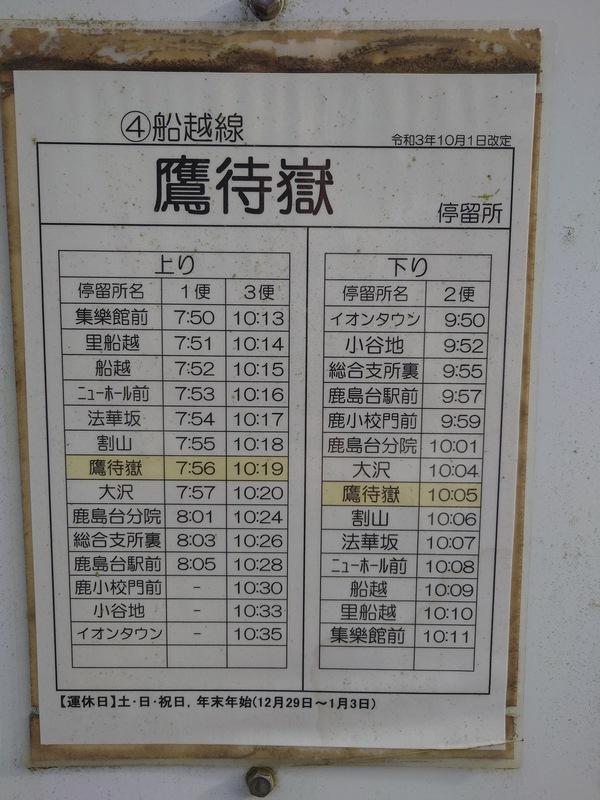 ④船越線
令和3年10月1日改定
鷹待嶽
停留所
上り
停留所名 1便 3便
集樂館前 7:50 10:13
里船越 7:51 10:14
船越 7:52 10:15
ニューホール前 7:53 10:16
法華坂 7:54 10:17
割山 7:55 10:18
鷹待嶽 7:56 10:19
大沢 7:57 10:20
鹿島台分院 8:01 10:24
総合支所裏 8:03 10:26
鹿島台駅前 8:05 10:28
鹿小校門前 - 10:30
小谷地 - 10:33
イオンタウン - 10:35
下り
停留所名 2便
イオンタウン 9:50
小谷地 9:52
総合支所裏 9:55
鹿島台駅前 9:57
鹿小校門前 9:59
鹿島台分院 10:01
大沢 10:04
鷹待嶽 10:05
割山 10:06
法華坂 10:07
ニューホール前 10:08
船越 10:09
里船越 10:10
集樂館前 10:11
【運休日】土・日・祝日，年末年始(12月29日～1月3日)